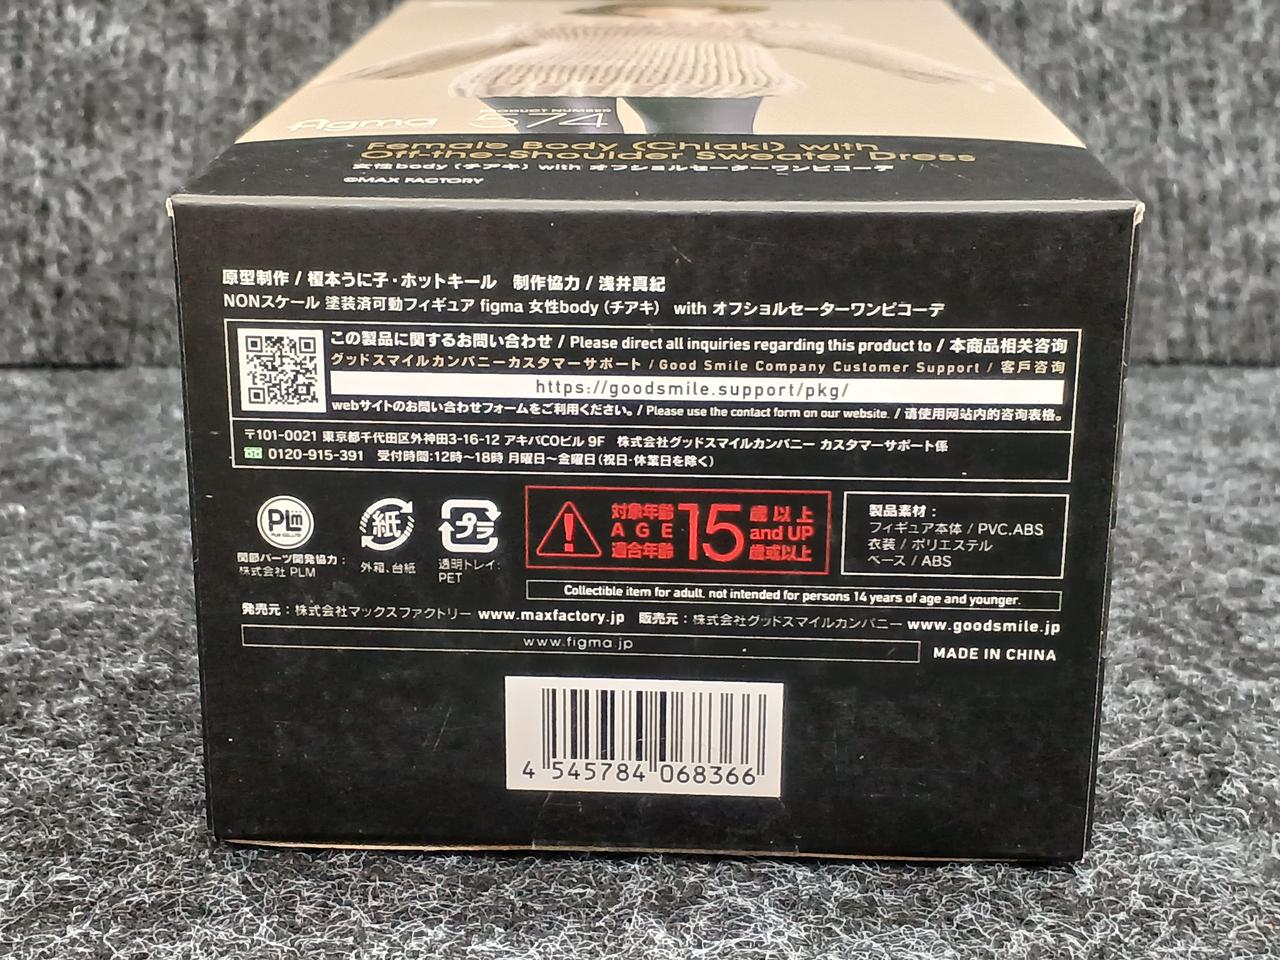 figma
PRODUCT NUMBER
574
Female Body (Chiaki) with
Off-the-Shoulder Sweater Dress
女性body (チアキ) with オフショルセーターワンピコーデ
©MAX FACTORY
原型制作 / 榎本うに子・ホットキール 制作協力 / 浅井真紀
NONスケール 塗装済可動フィギュア figma 女性body (チアキ) with オフショルセーターワンピコーデ
この製品に関するお問い合わせ / Please direct all inquiries regarding this product to / 本商品相关咨询
グッドスマイルカンパニーカスタマーサポート / Good Smile Company Customer Support / 客戶咨询
https://goodsmile.support/pkg/
webサイトのお問い合わせフォームをご利用ください。/ Please use the contact form on our website. / 请使用网站内的咨询表格。
〒101-0021 東京都千代田区外神田3-16-12 アキバCOビル 9F 株式会社グッドスマイルカンパニー カスタマーサポート係
0120-915-391 受付時間:12時～18時 月曜日～金曜日(祝日・休業日を除く)
PLM
PLM CO.,LTD
関節パーツ開発協力:
株式会社 PLM
紙
外箱、台紙
プラ
透明トレイ:
PET
対象年齢 15 歳以上
AGE and UP
適合年齢 歳或以上
製品素材:
フィギュア本体 / PVC.ABS
衣装 / ポリエステル
ベース / ABS
Collectible item for adult, not intended for persons 14 years of age and younger.
発売元:株式会社マックスファクトリー www.maxfactory.jp 販売元:株式会社グッドスマイルカンパニー www.goodsmile.jp
www.figma.jp
MADE IN CHINA
4 545784 068366